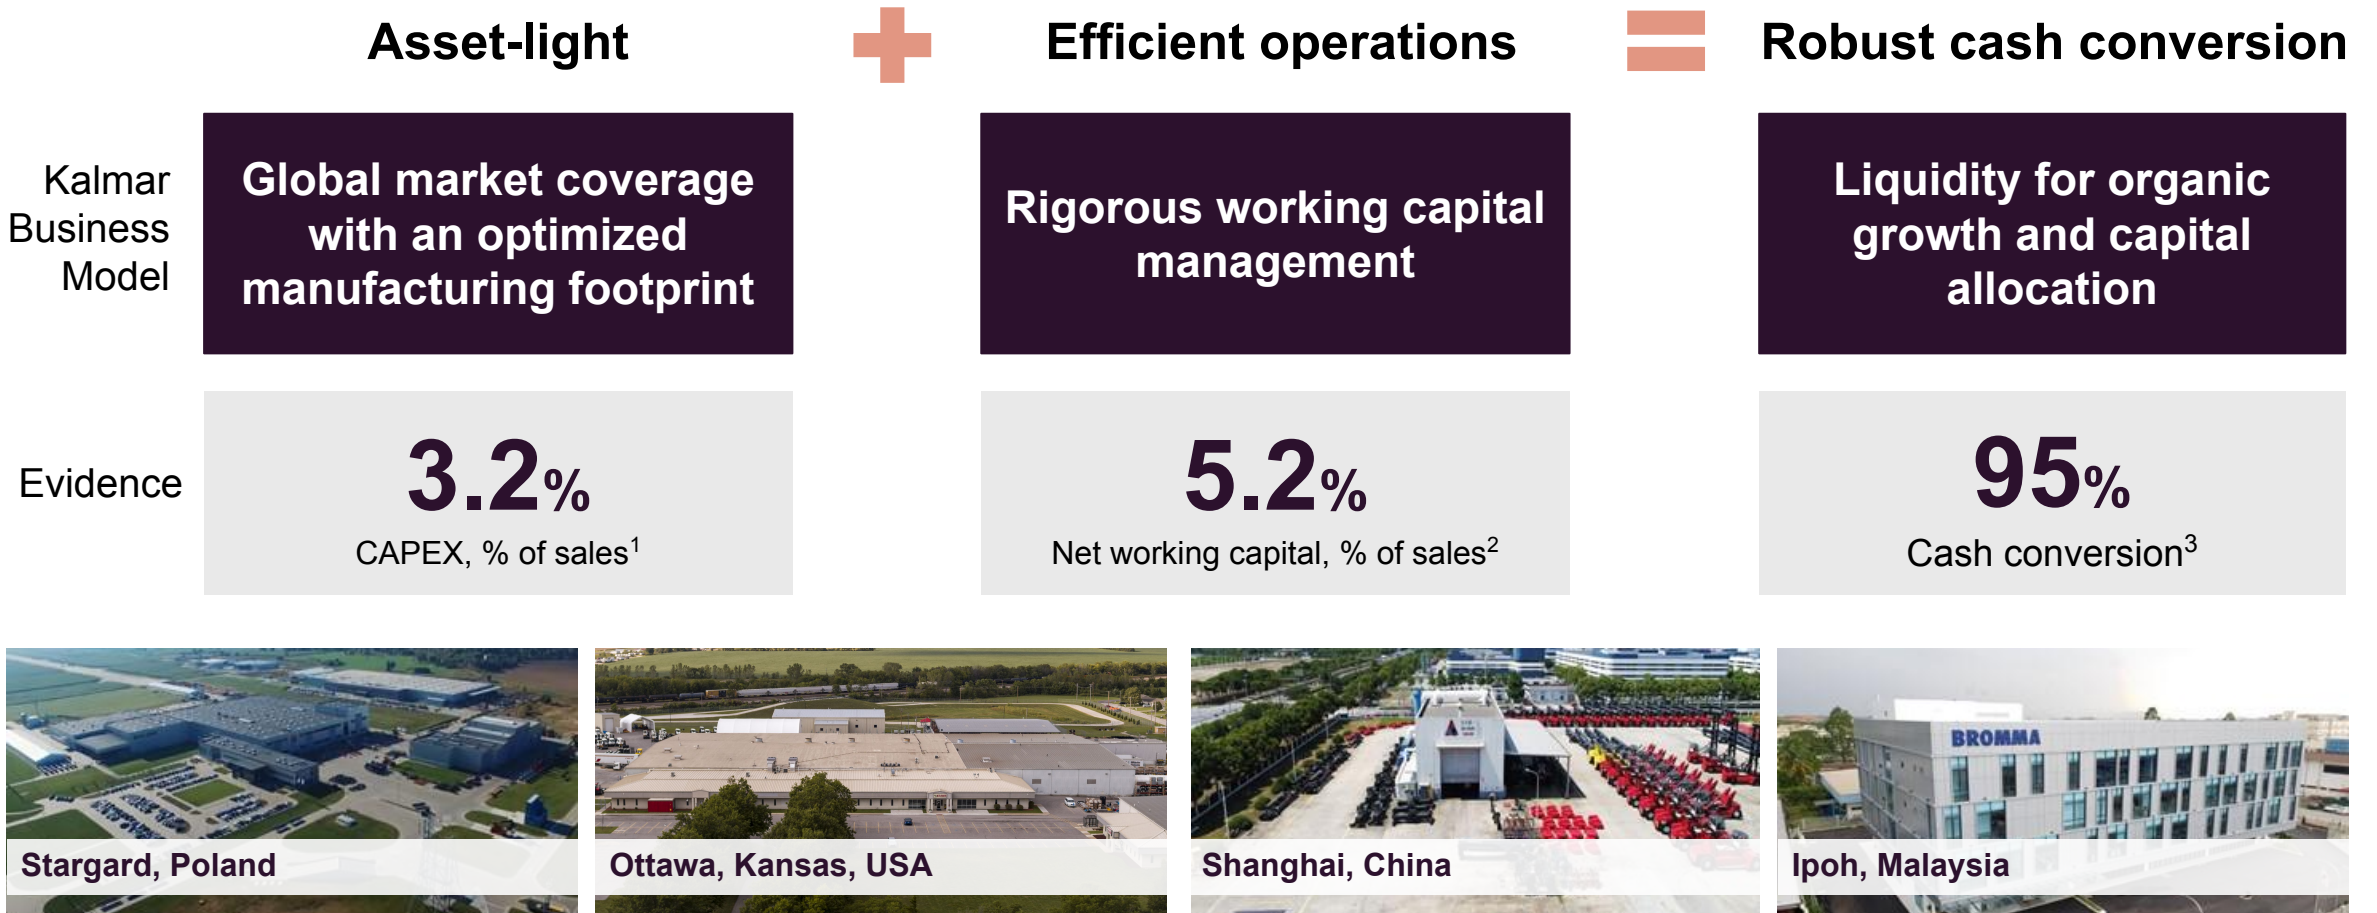 Asset-light
Efficient operations
Robust cash conversion
Kalmar
Business
Model
Global market coverage
with an optimized
manufacturing footprint
Rigorous working capital
management
Liquidity for organic
growth and capital
allocation
Evidence
3.2%
CAPEX, % of sales1
5.2%
Net working capital, % of sales2
95%
Cash conversion3
BROMMA
Stargard, Poland
Ottawa, Kansas, USA
Shanghai, China
Ipoh, Malaysia